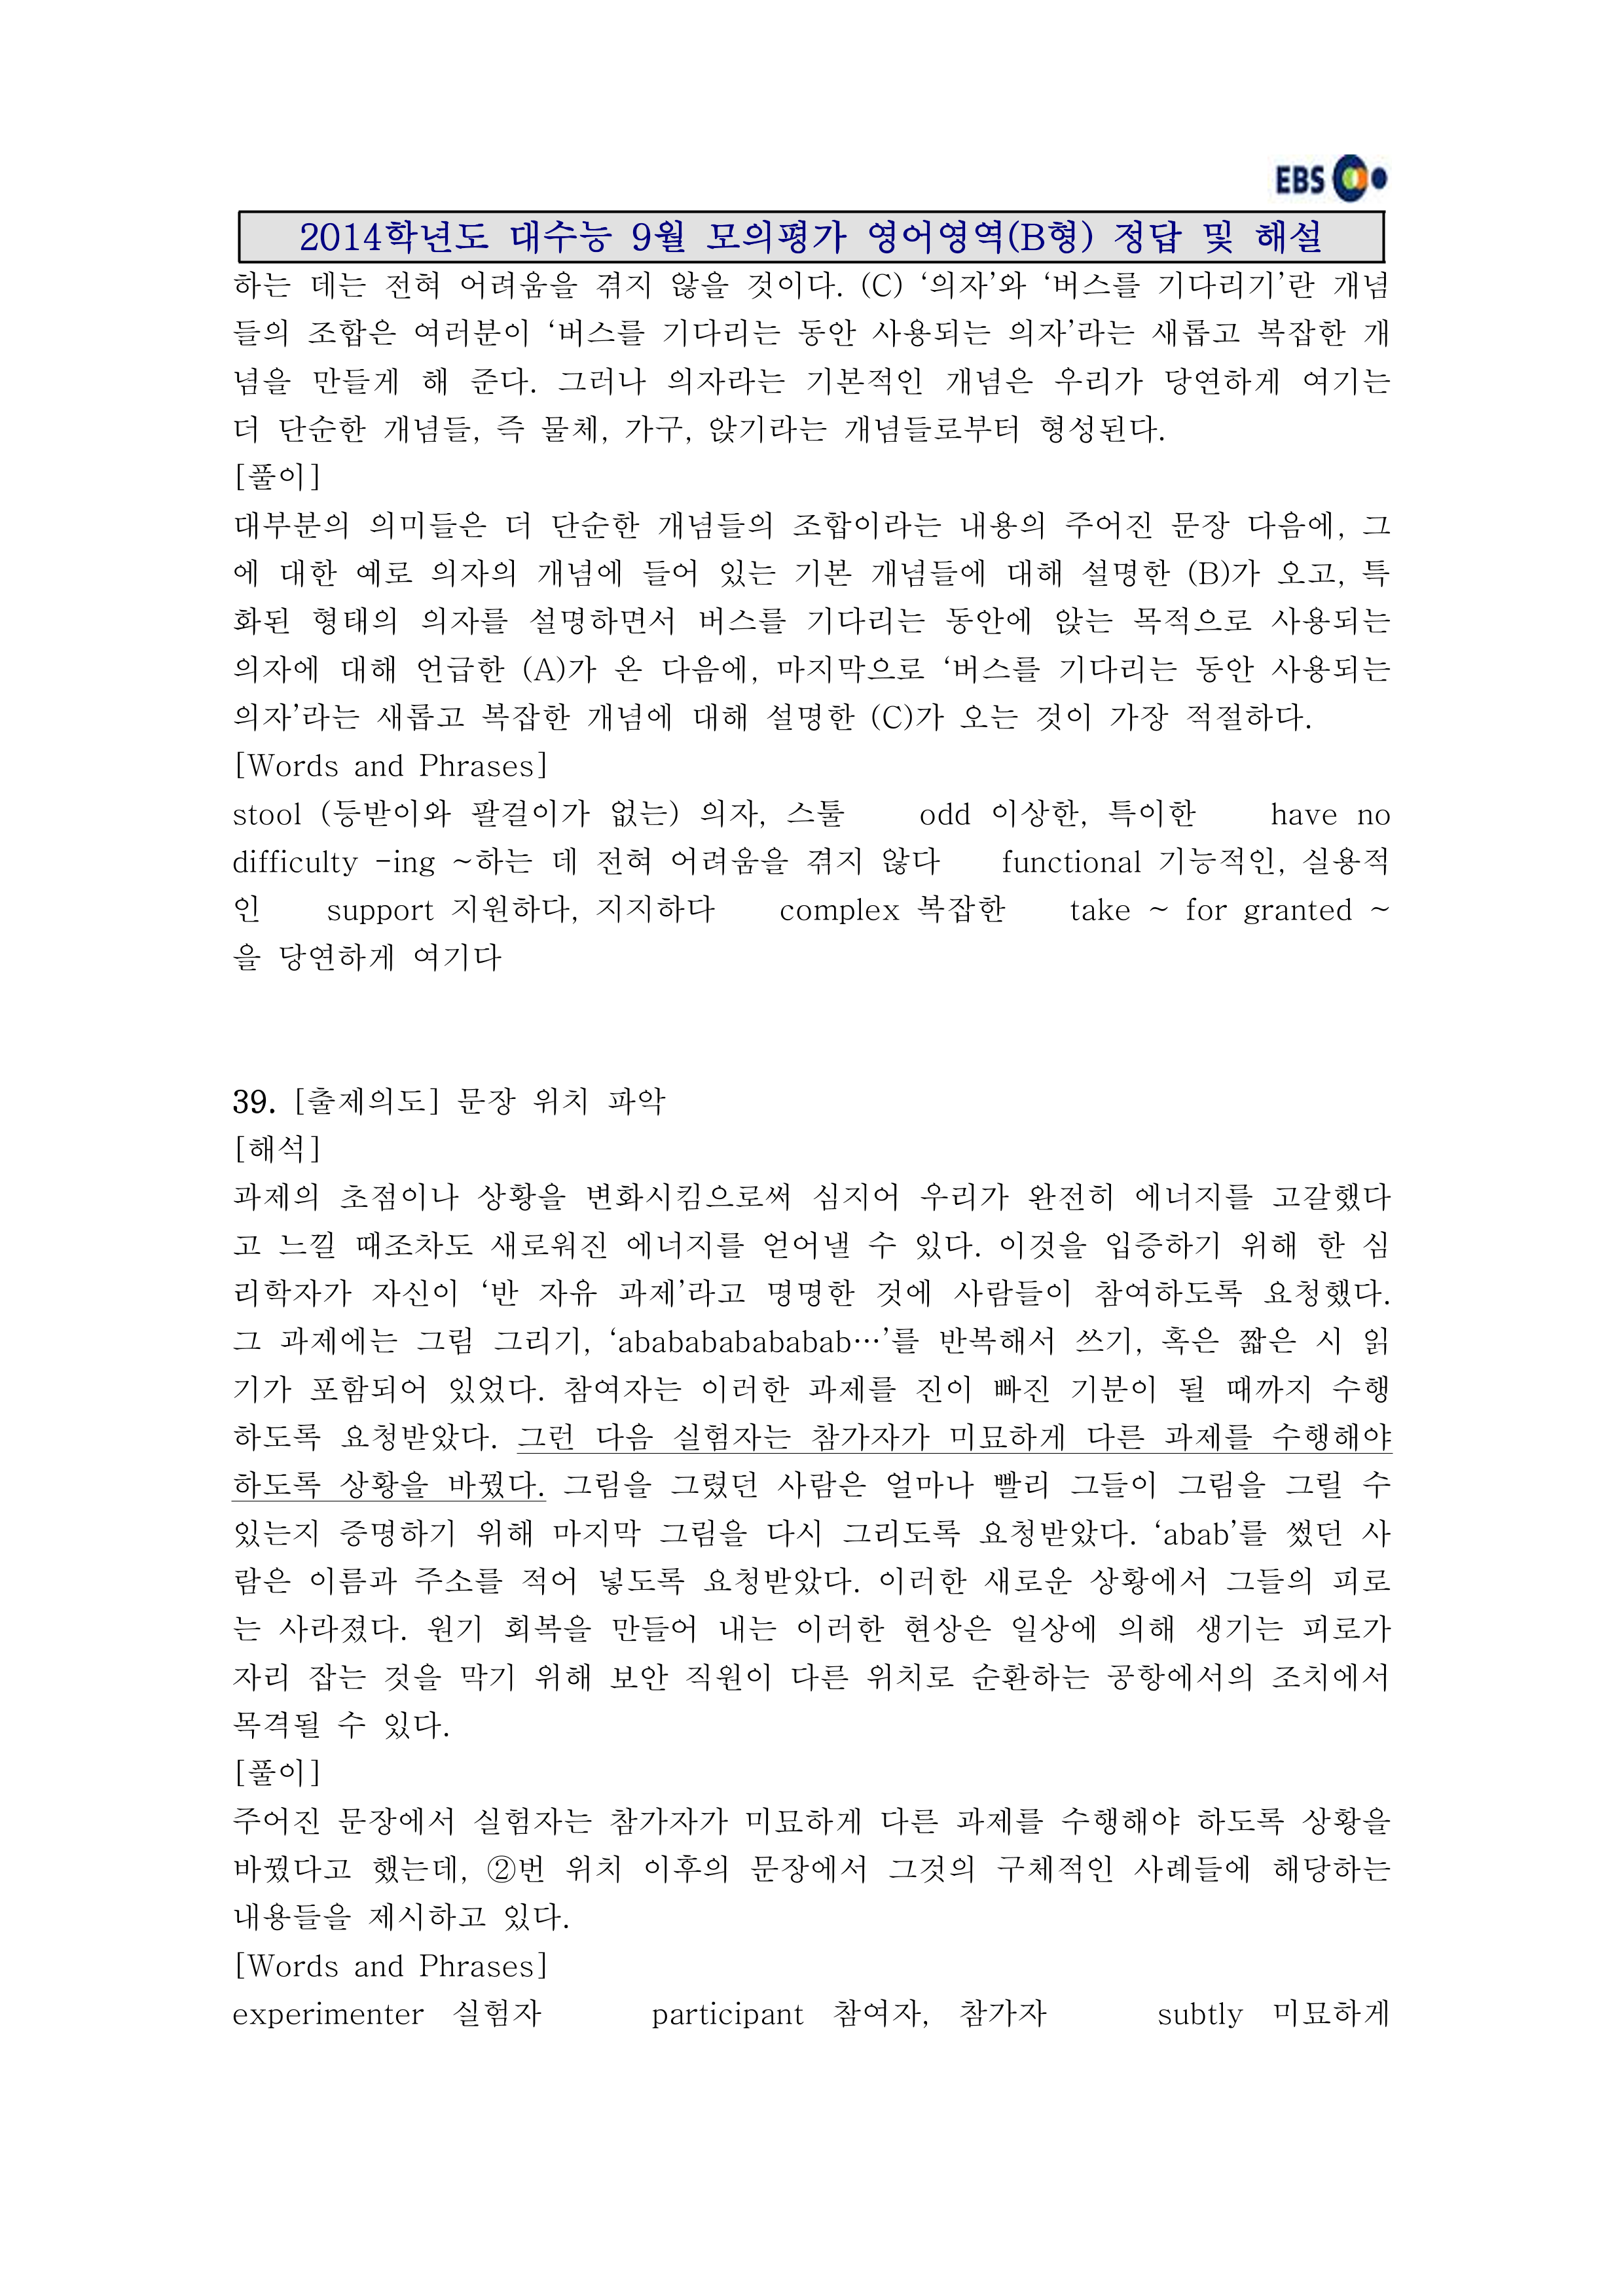 EBS
2014학년도 대수능 9월 모의평가 영어영역(B형) 정답 및 해설
하는 데는 전혀 어려움을 겪지 않을 것이다. (C) ‘의자’와 ‘버스를 기다리기’란 개념
들의 조합은 여러분이 ‘버스를 기다리는 동안 사용되는 의자’라는 새롭고 복잡한 개
념을 만들게 해 준다. 그러나 의자라는 기본적인 개념은 우리가 당연하게 여기는
더 단순한 개념들, 즉 물체, 가구, 앉기라는 개념들로부터 형성된다.
[풀이]
대부분의 의미들은 더 단순한 개념들의 조합이라는 내용의 주어진 문장 다음에, 그
에 대한 예로 의자의 개념에 들어 있는 기본 개념들에 대해 설명한 (B)가 오고, 특
화된 형태의 의자를 설명하면서 버스를 기다리는 동안에 앉는 목적으로 사용되는
의자에 대해 언급한 (A)가 온 다음에, 마지막으로 ‘버스를 기다리는 동안 사용되는
의자’라는 새롭고 복잡한 개념에 대해 설명한 (C)가 오는 것이 가장 적절하다.
[Words and Phrases]
stool (등받이와 팔걸이가 없는) 의자, 스툴 odd 이상한, 특이한 have no
difficulty -ing ~하는 데 전혀 어려움을 겪지 않다 functional 기능적인, 실용적
인 support 지원하다, 지지하다 complex 복잡한 take ~ for granted ~
을 당연하게 여기다
39. [출제의도] 문장 위치 파악
[해석]
과제의 초점이나 상황을 변화시킴으로써 심지어 우리가 완전히 에너지를 고갈했다
고 느낄 때조차도 새로워진 에너지를 얻어낼 수 있다. 이것을 입증하기 위해 한 심
리학자가 자신이 ‘반 자유 과제’라고 명명한 것에 사람들이 참여하도록 요청했다.
그 과제에는 그림 그리기, ‘ababababababab…’를 반복해서 쓰기, 혹은 짧은 시 읽
기가 포함되어 있었다. 참여자는 이러한 과제를 진이 빠진 기분이 될 때까지 수행
하도록 요청받았다. 그런 다음 실험자는 참가자가 미묘하게 다른 과제를 수행해야
하도록 상황을 바꿨다. 그림을 그렸던 사람은 얼마나 빨리 그들이 그림을 그릴 수
있는지 증명하기 위해 마지막 그림을 다시 그리도록 요청받았다. ‘abab’를 썼던 사
람은 이름과 주소를 적어 넣도록 요청받았다. 이러한 새로운 상황에서 그들의 피로
는 사라졌다. 원기 회복을 만들어 내는 이러한 현상은 일상에 의해 생기는 피로가
자리 잡는 것을 막기 위해 보안 직원이 다른 위치로 순환하는 공항에서의 조치에서
목격될 수 있다.
[풀이]
주어진 문장에서 실험자는 참가자가 미묘하게 다른 과제를 수행해야 하도록 상황을
바꿨다고 했는데, ②번 위치 이후의 문장에서 그것의 구체적인 사례들에 해당하는
내용들을 제시하고 있다.
[Words and Phrases]
experimenter 실험자 participant 참여자, 참가자 subtly 미묘하게